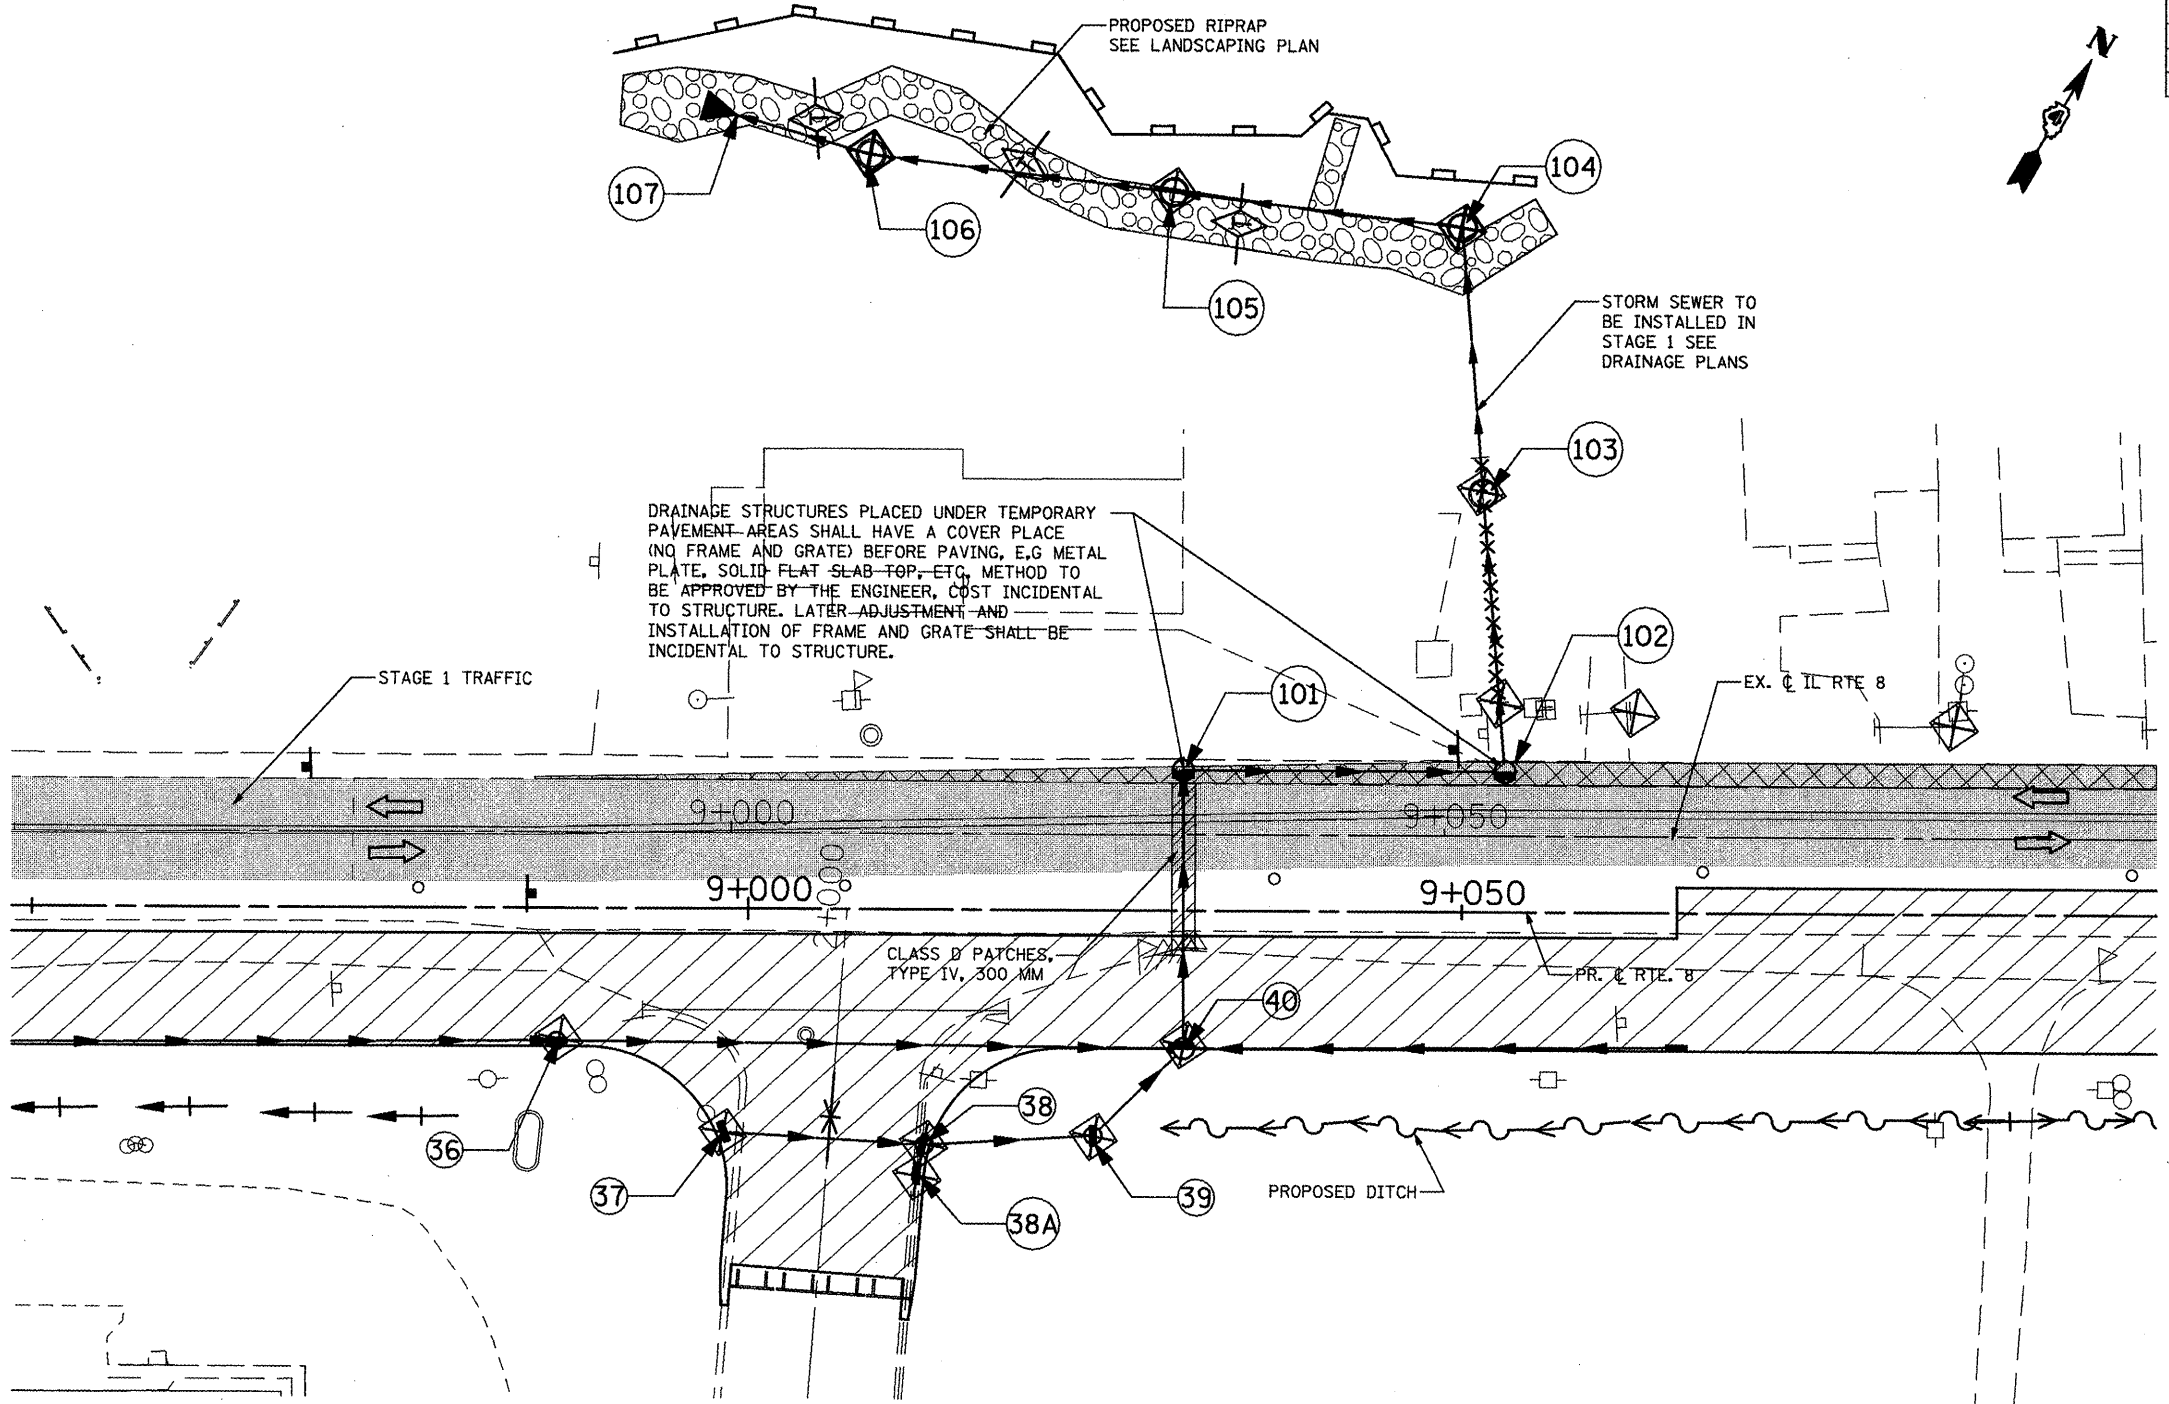 PROPOSED RIPRAP
SEE LANDSCAPING PLAN
N
104
107
106
105
STORM SEWER TO
BE INSTALLED IN
STAGE 1 SEE
DRAINAGE PLANS
103
DRAINAGE STRUCTURES PLACED UNDER TEMPORARY
PAVEMENT AREAS SHALL HAVE A COVER PLACE
(NO FRAME AND GRATE) BEFORE PAVING, E.G METAL
PLATE, SOLID FLAT SLAB TOP, ETC, METHOD TO
BE APPROVED BY THE ENGINEER, COST INCIDENTAL
TO STRUCTURE. LATER ADJUSTMENT AND
INSTALLATION OF FRAME AND GRATE SHALL BE
INCIDENTAL TO STRUCTURE.
102
STAGE 1 TRAFFIC
101
EX. ℄ IL RTE 8
9+000
9+050
9+000
9+050
CLASS D PATCHES,
TYPE IV, 300 MM
PR. ℄ RTE. 8
40
38
36
37
39
PROPOSED DITCH
38A